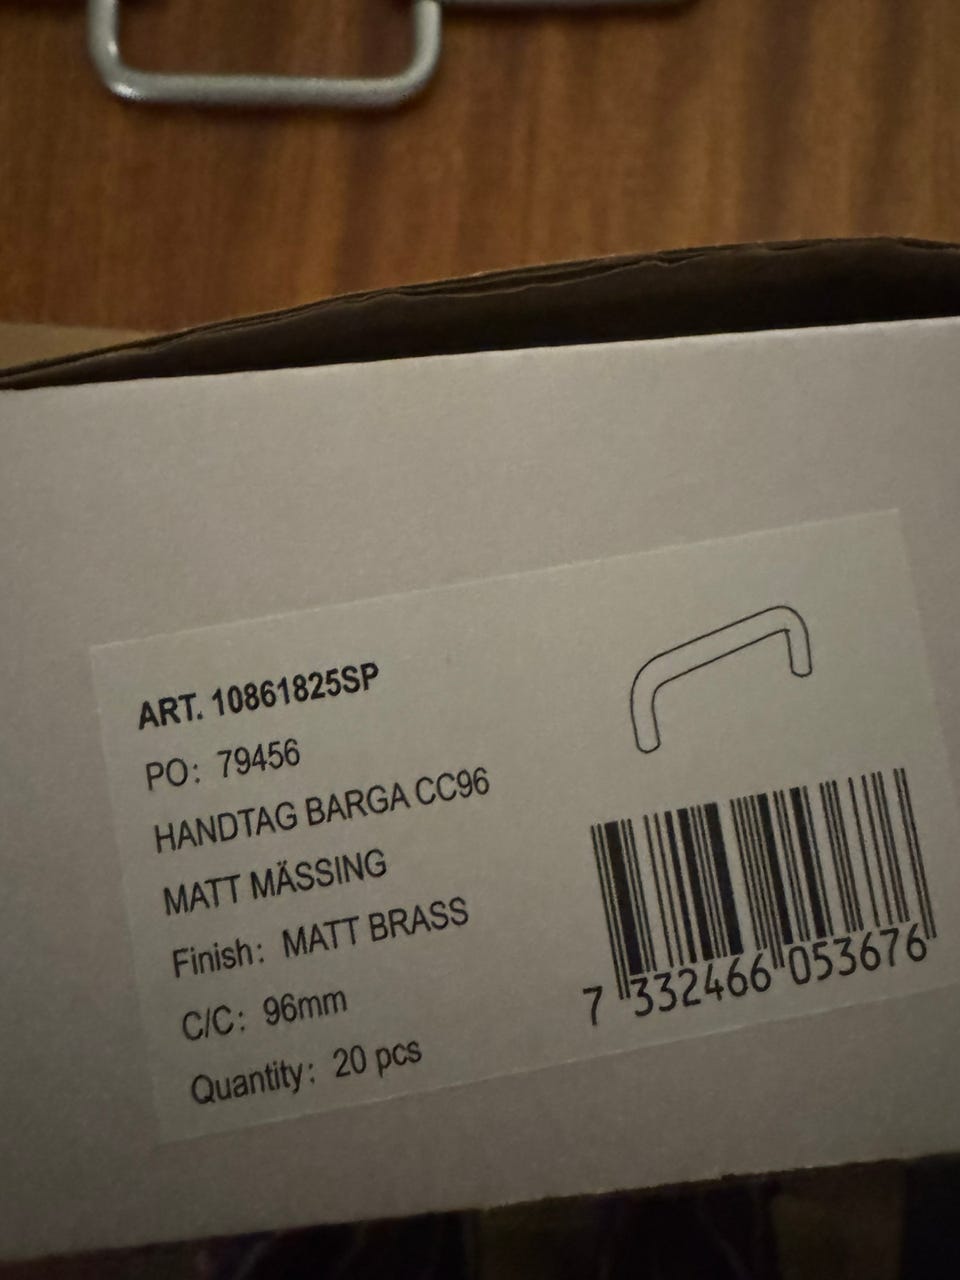 ART. 10861825SP
PO: 79456
HANDTAG BARGA CC96
MATT MÄSSING
Finish: MATT BRASS
C/C: 96mm
Quantity: 20 pcs
7 332466 053676